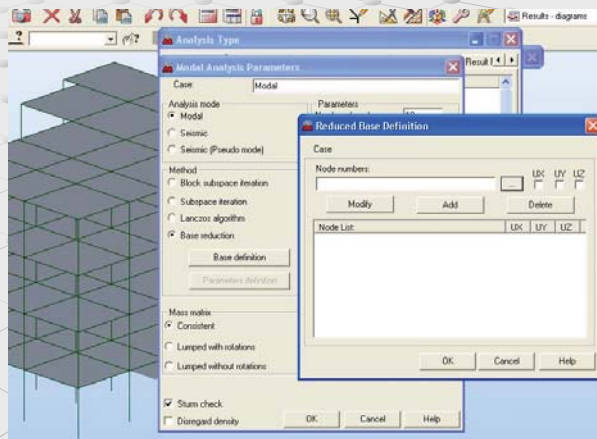 Results - diagrams
Analysis Type
Result
Modal Analysis Parameters
Case:
Modal
Analysis mode
Modal
Seismic
Seismic (Pseudo mode)
Parameters
Method
Block subspace iteration
Subspace iteration
Lanczos algorithm
Base reduction
Base definition
Parameters definition
Mass matrix
Consistent
Lumped with rotations
Lumped without rotations
Sturm check
Disregard density
OK Cancel Help
Reduced Base Definition
Case
Node numbers:
... UX UY UZ
Modify Add Delete
Node List: UX UY UZ
OK Cancel Help